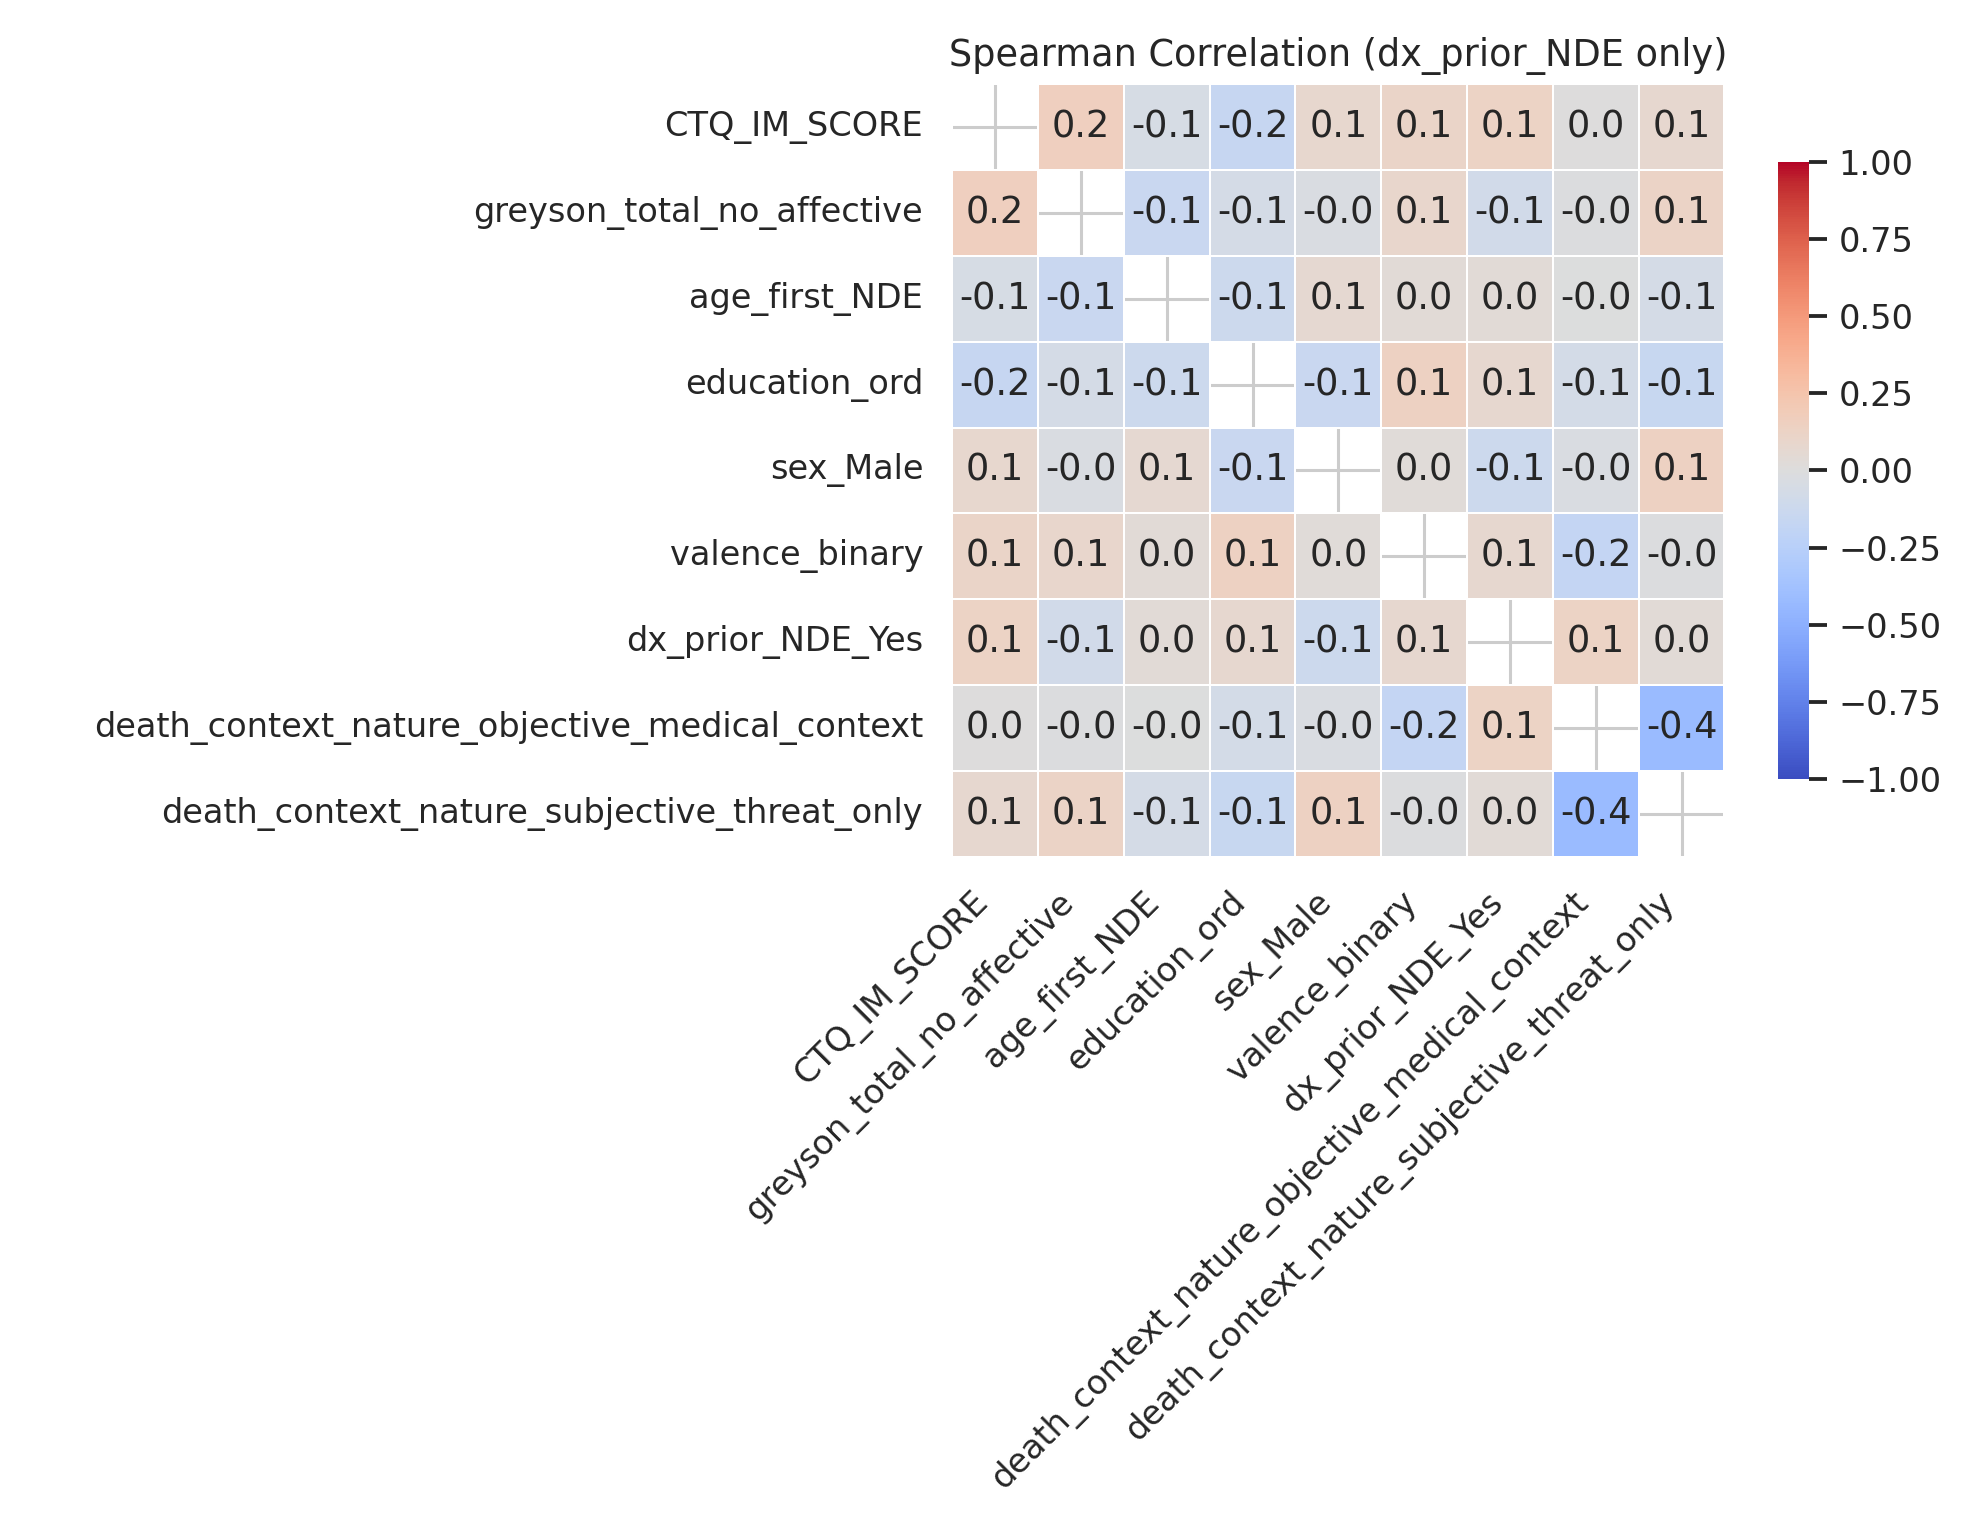 Spearman Correlation (dx_prior_NDE only)
CTQ_IM_SCORE 0.2 -0.1 -0.2 0.1 0.1 0.1 0.0 0.1
greyson_total_no_affective 0.2 -0.1 -0.1 -0.0 0.1 -0.1 -0.0 0.1
age_first_NDE -0.1 -0.1 -0.1 0.1 0.0 0.0 -0.0 -0.1
education_ord -0.2 -0.1 -0.1 -0.1 0.1 0.1 -0.1 -0.1
sex_Male 0.1 -0.0 0.1 -0.1 0.0 -0.1 -0.0 0.1
valence_binary 0.1 0.1 0.0 0.1 0.0 0.1 -0.2 -0.0
dx_prior_NDE_Yes 0.1 -0.1 0.0 0.1 -0.1 0.1 0.1 0.0
death_context_nature_objective_medical_context 0.0 -0.0 -0.0 -0.1 -0.0 -0.2 0.1 -0.4
death_context_nature_subjective_threat_only 0.1 0.1 -0.1 -0.1 0.1 -0.0 0.0 -0.4
CTQ_IM_SCORE
greyson_total_no_affective
age_first_NDE
education_ord
sex_Male
valence_binary
dx_prior_NDE_Yes
death_context_nature_objective_medical_context
death_context_nature_subjective_threat_only
1.00
0.75
0.50
0.25
0.00
−0.25
−0.50
−0.75
−1.00